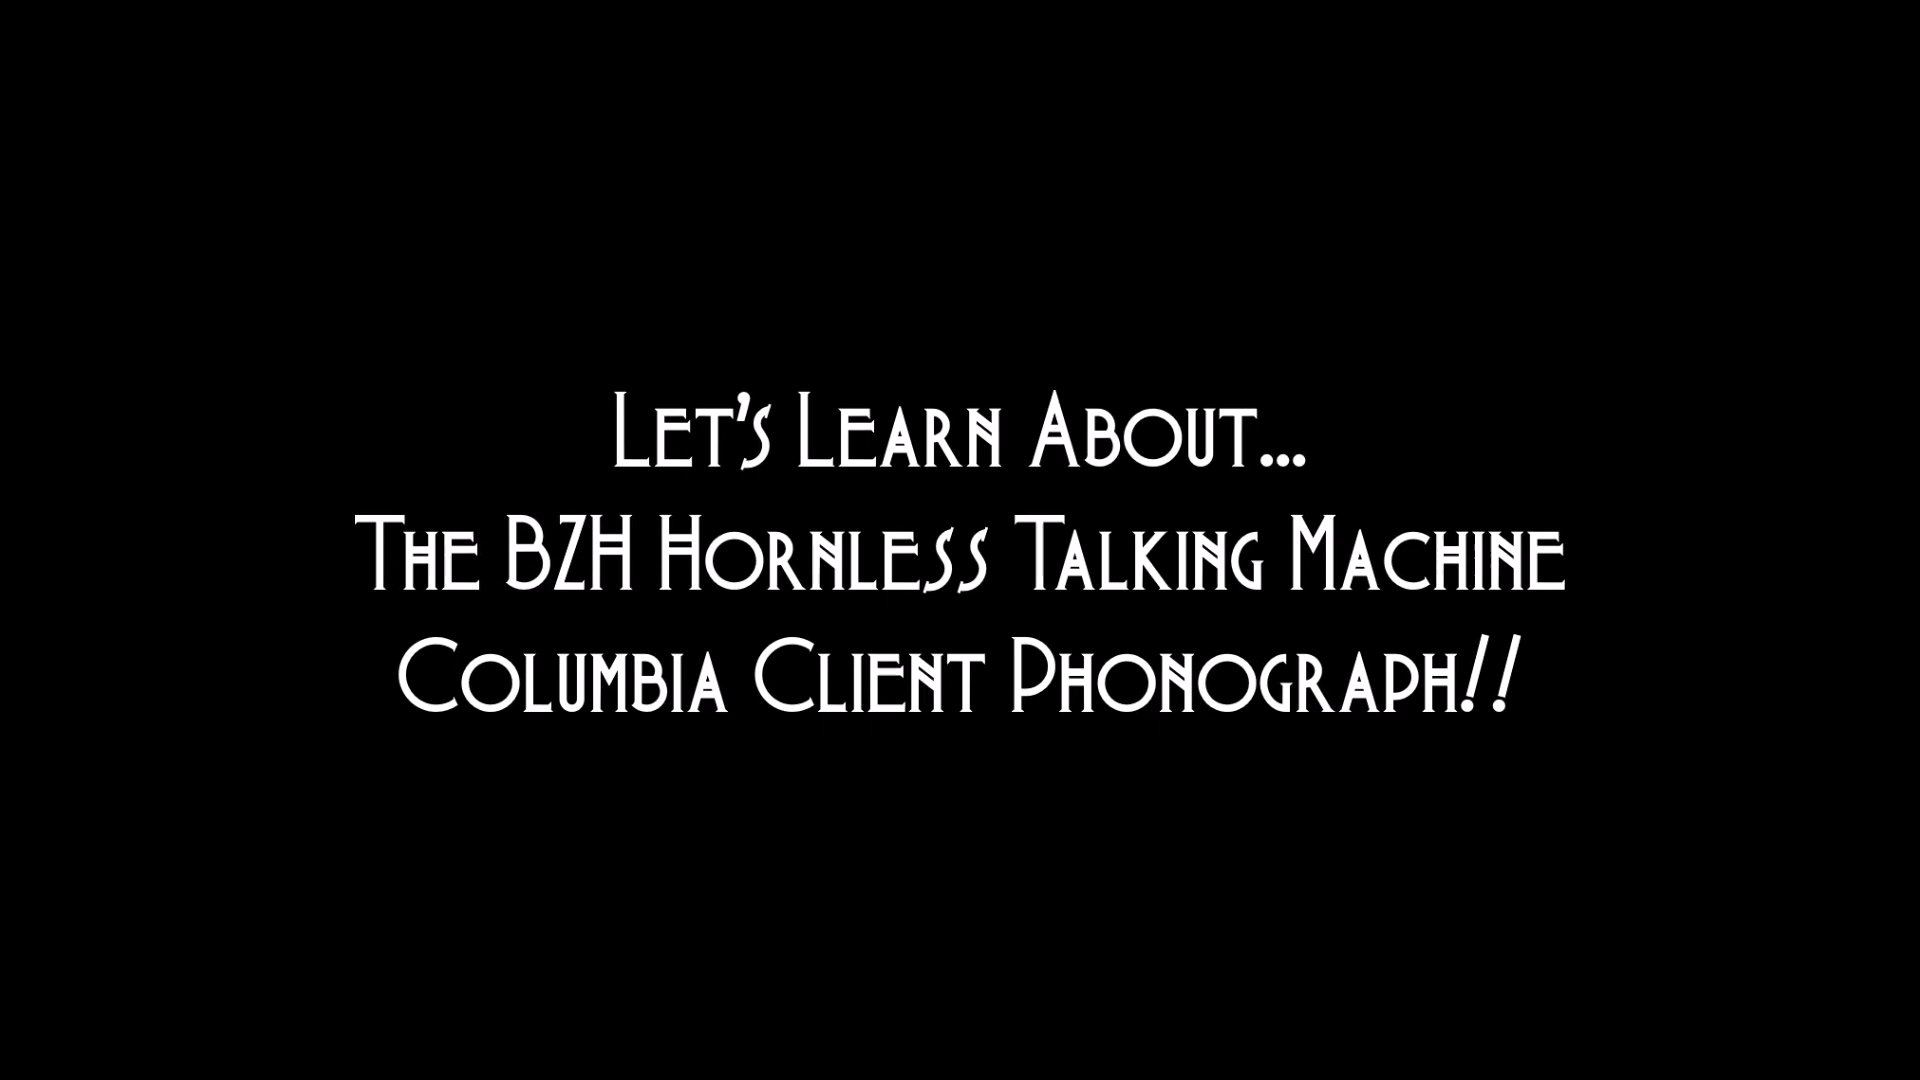 Let's Learn About...
The BZH Hornless Talking Machine
Columbia Client Phonograph!!